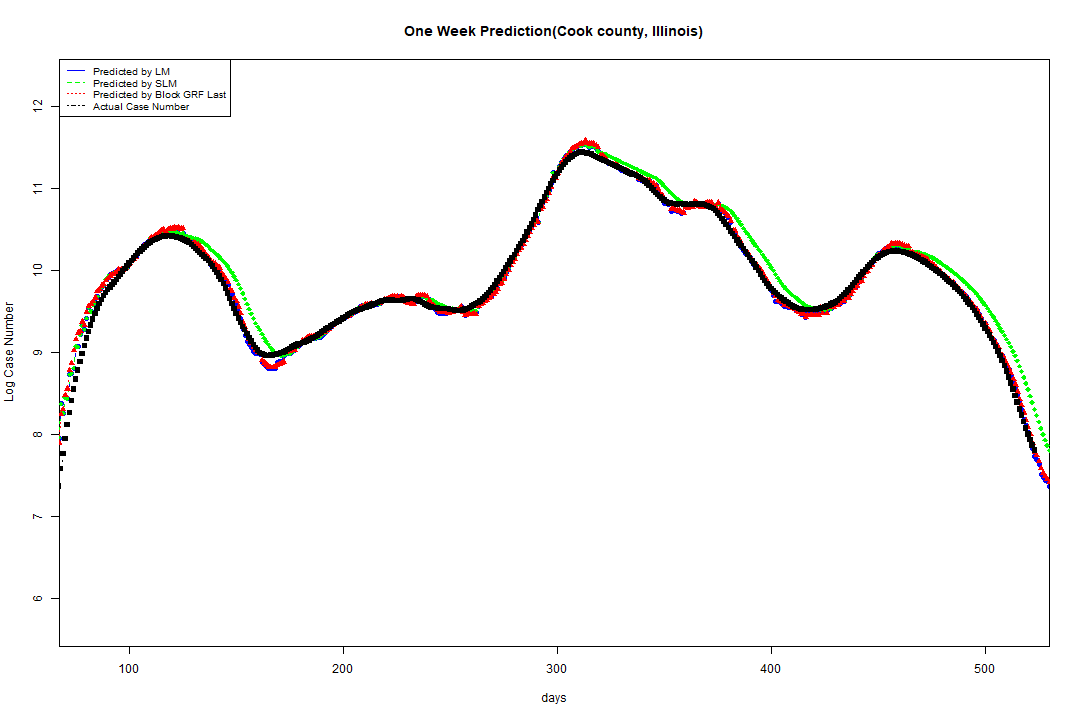 One Week Prediction(Cook county, Illinois)
Predicted by LM
Predicted by SLM
Predicted by Block GRF Last
Actual Case Number
12
11
10
9
8
7
6
Log Case Number
100 200 300 400 500
days